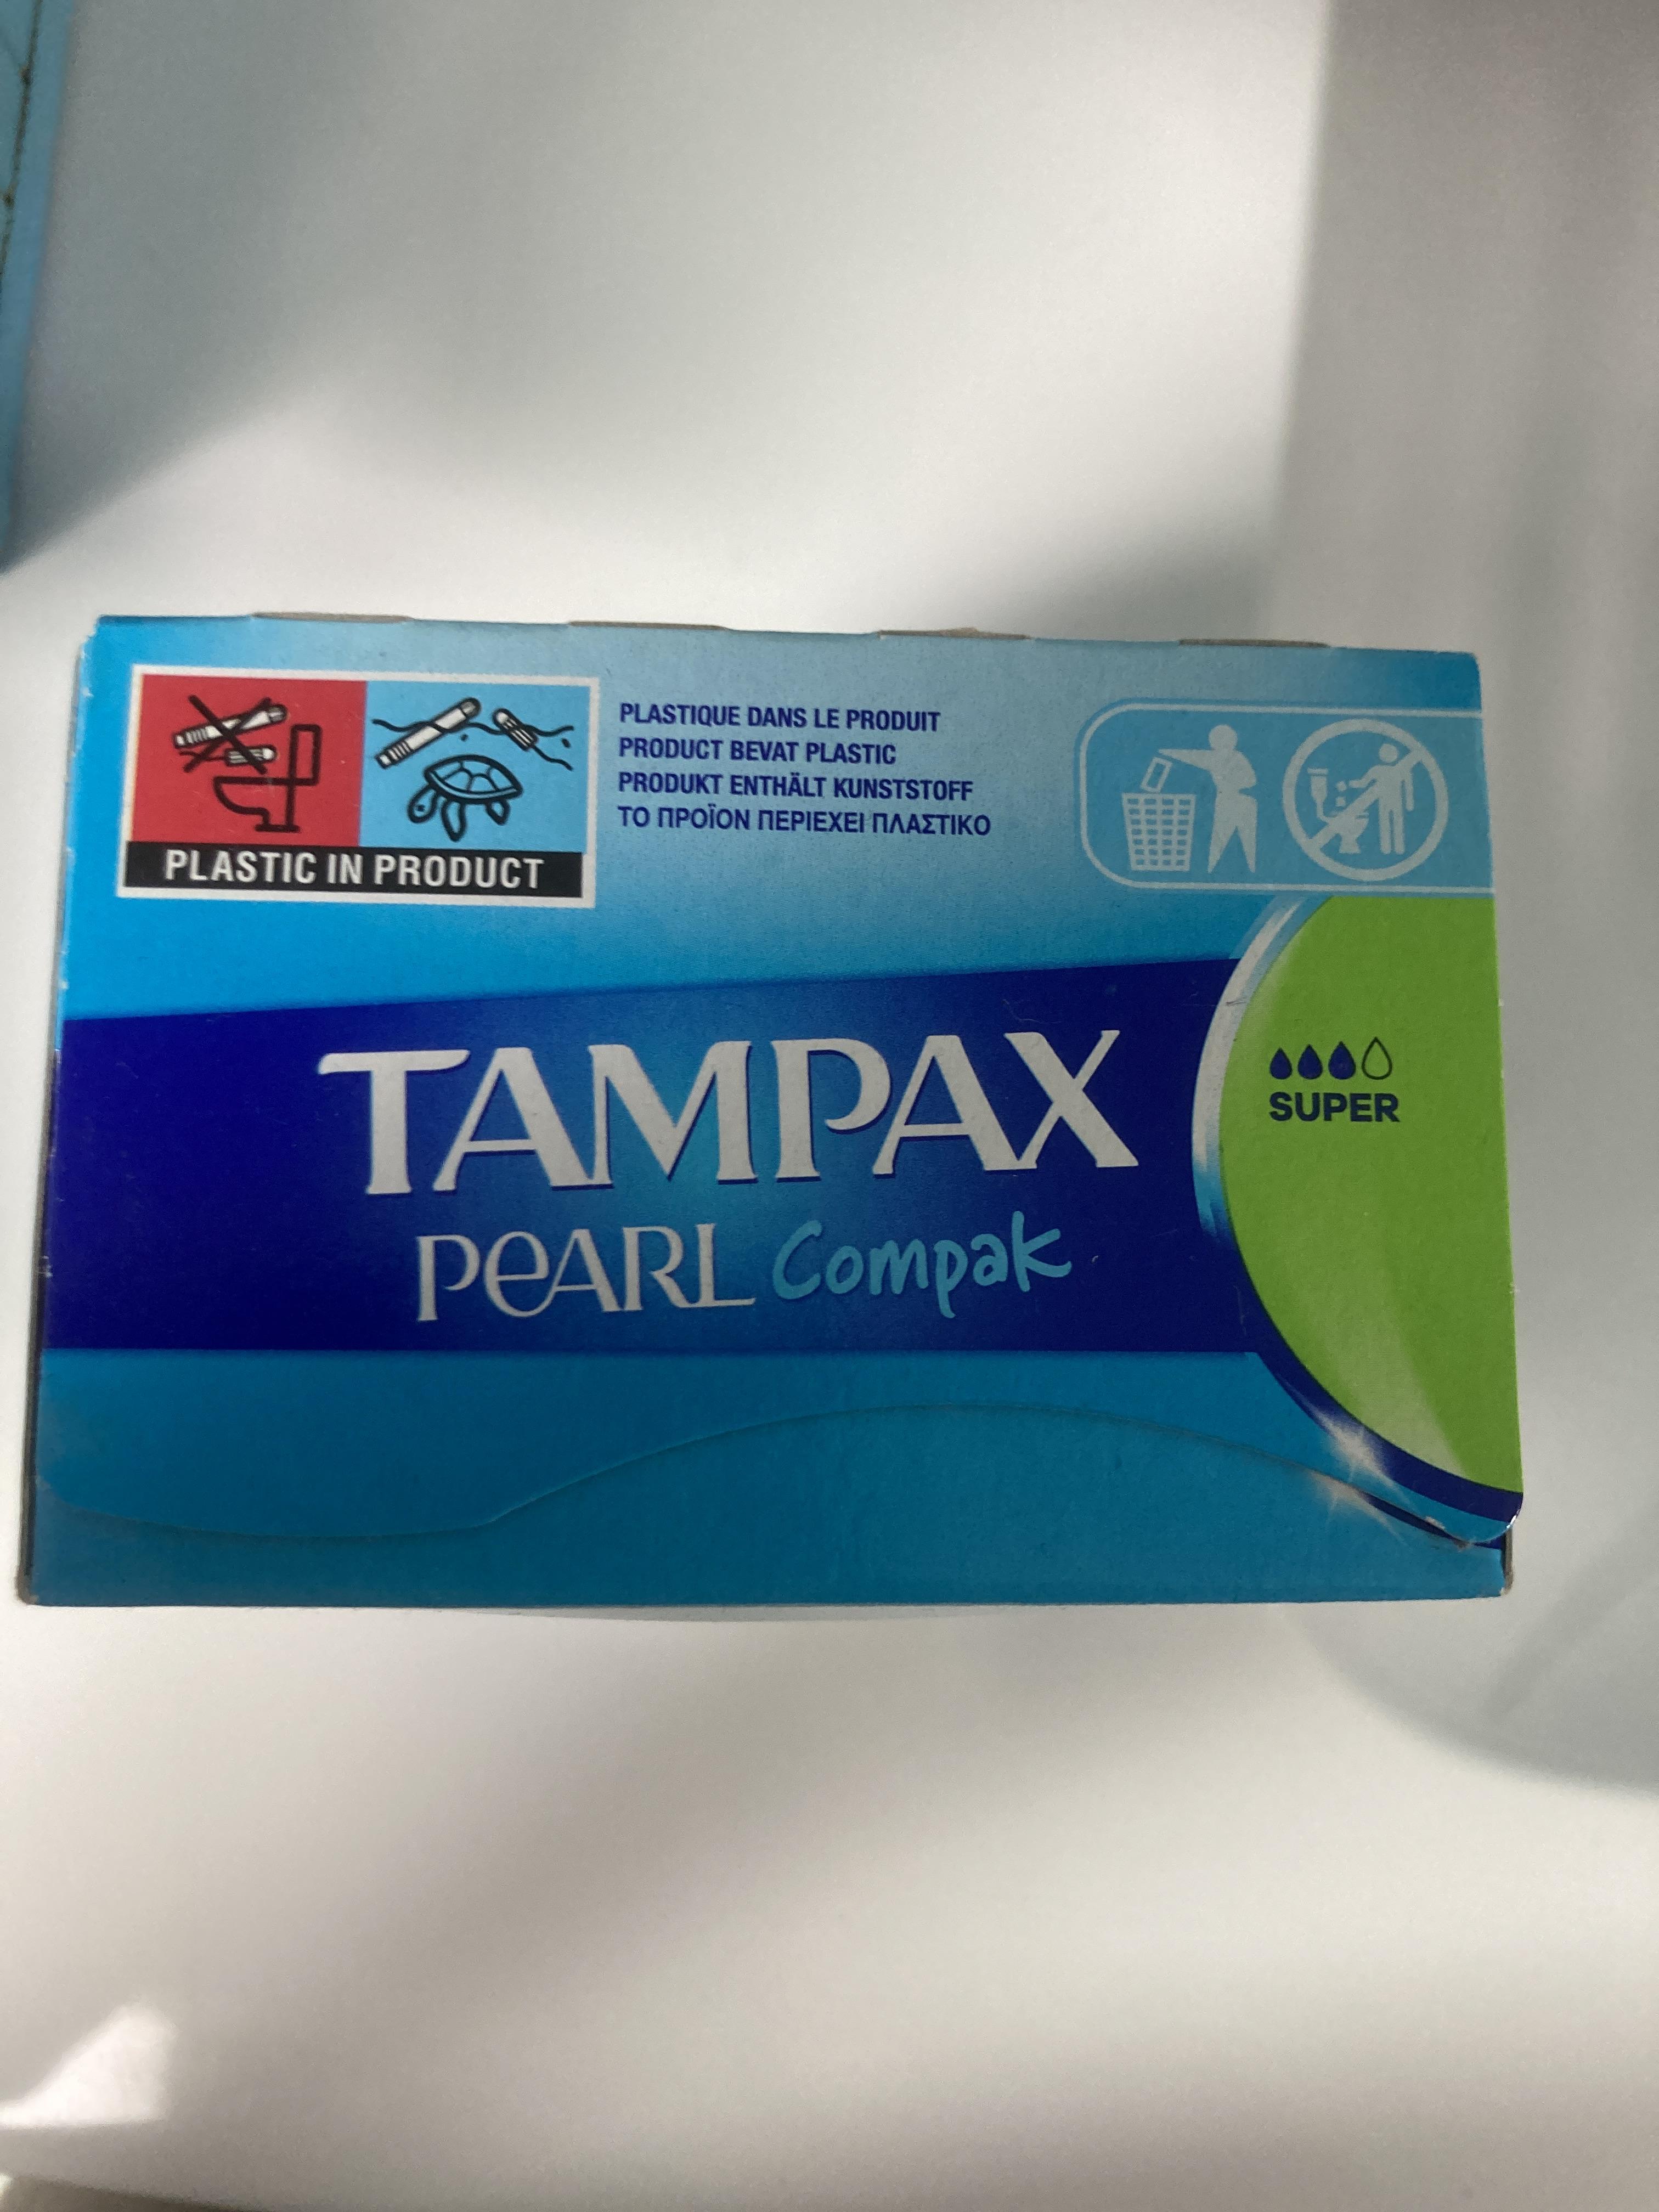 PLASTIC IN PRODUCT
PLASTIQUE DANS LE PRODUIT
PRODUCT BEVAT PLASTIC
PRODUKT ENTHÄLT KUNSTSTOFF
ΤΟ ΠΡΟΪΟΝ ΠΕΡΙΕΧΕΙ ΠΛΑΣΤΙΚΟ
TAMPAX
PEARL Compak
SUPER